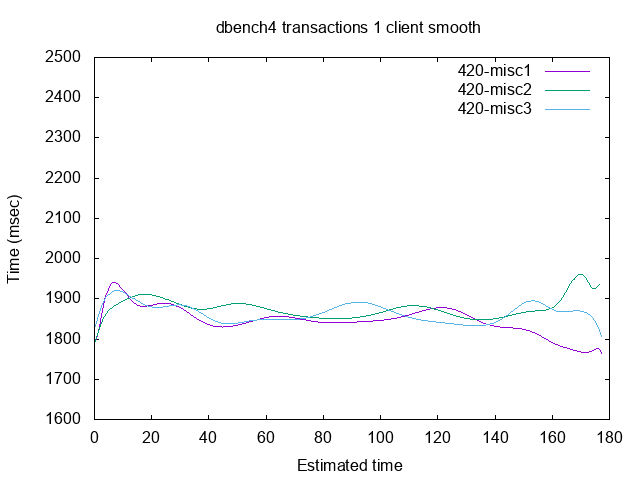 dbench4 transactions 1 client smooth
420-misc1
420-misc2
420-misc3
Time (msec)
2500
2400
2300
2200
2100
2000
1900
1800
1700
1600
0 20 40 60 80 100 120 140 160 180
Estimated time